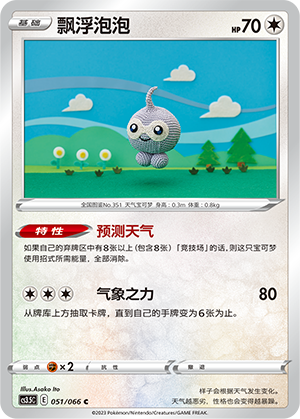 基础 飘浮泡泡 HP70
全国图鉴No.351 天气宝可梦 身高：0.3m 体重：0.8kg
特性 预测天气
如果自己的弃牌区中有8张以上（包含8张）「竞技场」的话，则这只宝可梦
使用招式所需能量，全部消除。
气象之力 80
从牌库上方抽取卡牌，直到自己的手牌变为6张为止。
弱点 ×2 抵抗力 撤退
Illus.Asako Ito
cs3.5C E 051/066 C
样子会根据天气发生变化。
天气越恶劣，性格也会变得越暴躁。
©2023 Pokémon/Nintendo/Creatures/GAME FREAK.